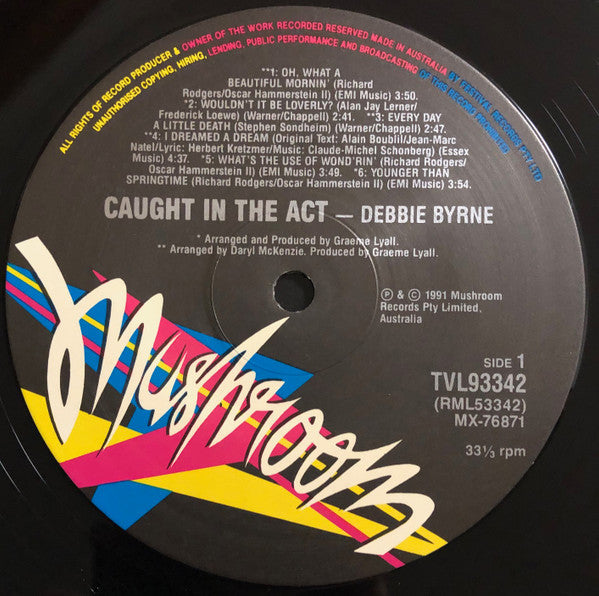 ALL RIGHTS OF RECORD PRODUCER & OWNER OF THE WORK RECORDED RESERVED MADE IN AUSTRALIA BY FESTIVAL RECORDS PTY LTD
UNAUTHORISED COPYING, HIRING, LENDING, PUBLIC PERFORMANCE AND BROADCASTING OF THIS RECORD PROHIBITED
**1: OH, WHAT A
BEAUTIFUL MORNIN' (Richard
Rodgers/Oscar Hammerstein II) (EMI Music) 3:50.
*2: WOULDN'T IT BE LOVERLY? (Alan Jay Lerner/
Frederick Loewe) (Warner/Chappell) 2:41. **3: EVERY DAY
A LITTLE DEATH (Stephen Sondheim) (Warner/Chappell) 2:47.
**4: I DREAMED A DREAM (Original Text: Alain Boublil/Jean-Marc
Natel/Lyric: Herbert Kretzmer/Music: Claude-Michel Schonberg) (Essex
Music) 4:37. *5: WHAT'S THE USE OF WOND'RIN' (Richard Rodgers/
Oscar Hammerstein II) (EMI Music) 3:49. *6: YOUNGER THAN
SPRINGTIME (Richard Rodgers/Oscar Hammerstein II) (EMI Music) 3:54.
CAUGHT IN THE ACT — DEBBIE BYRNE
* Arranged and Produced by Graeme Lyall.
** Arranged by Daryl McKenzie. Produced by Graeme Lyall.
Ⓟ & © 1991 Mushroom
Records Pty Limited,
Australia
SIDE 1
TVL93342
(RML53342)
MX-76871
33⅓ rpm
Mushroom